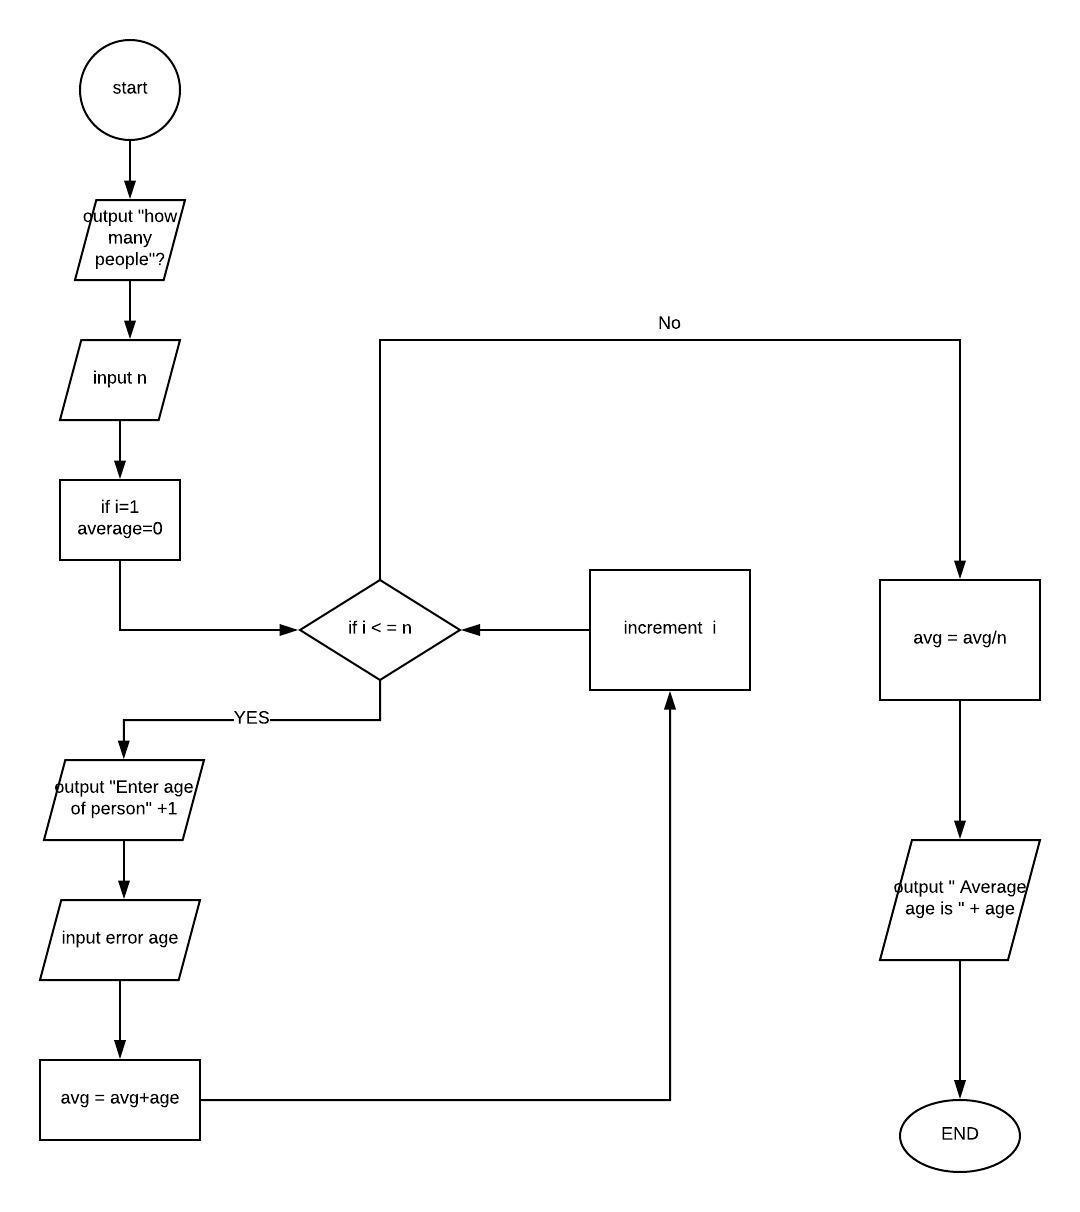 start
output "how
many
people"?
input n
if i=1
average=0
No
if i < = n
increment  i
avg = avg/n
YES
output "Enter age
of person" +1
input error age
avg = avg+age
output " Average
age is " + age
END